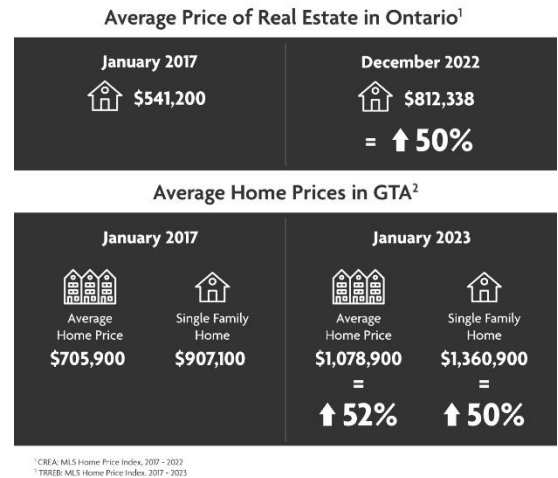 Average Price of Real Estate in Ontario¹
January 2017
$541,200
December 2022
$812,338
= ↑ 50%
Average Home Prices in GTA²
January 2017
Average
Home Price
$705,900
Single Family
Home
$907,100
January 2023
Average
Home Price
$1,078,900
=
↑ 52%
Single Family
Home
$1,360,900
=
↑ 50%
¹ CREA: MLS Home Price Index, 2017 - 2022
² TRREB: MLS Home Price Index. 2017 - 2023